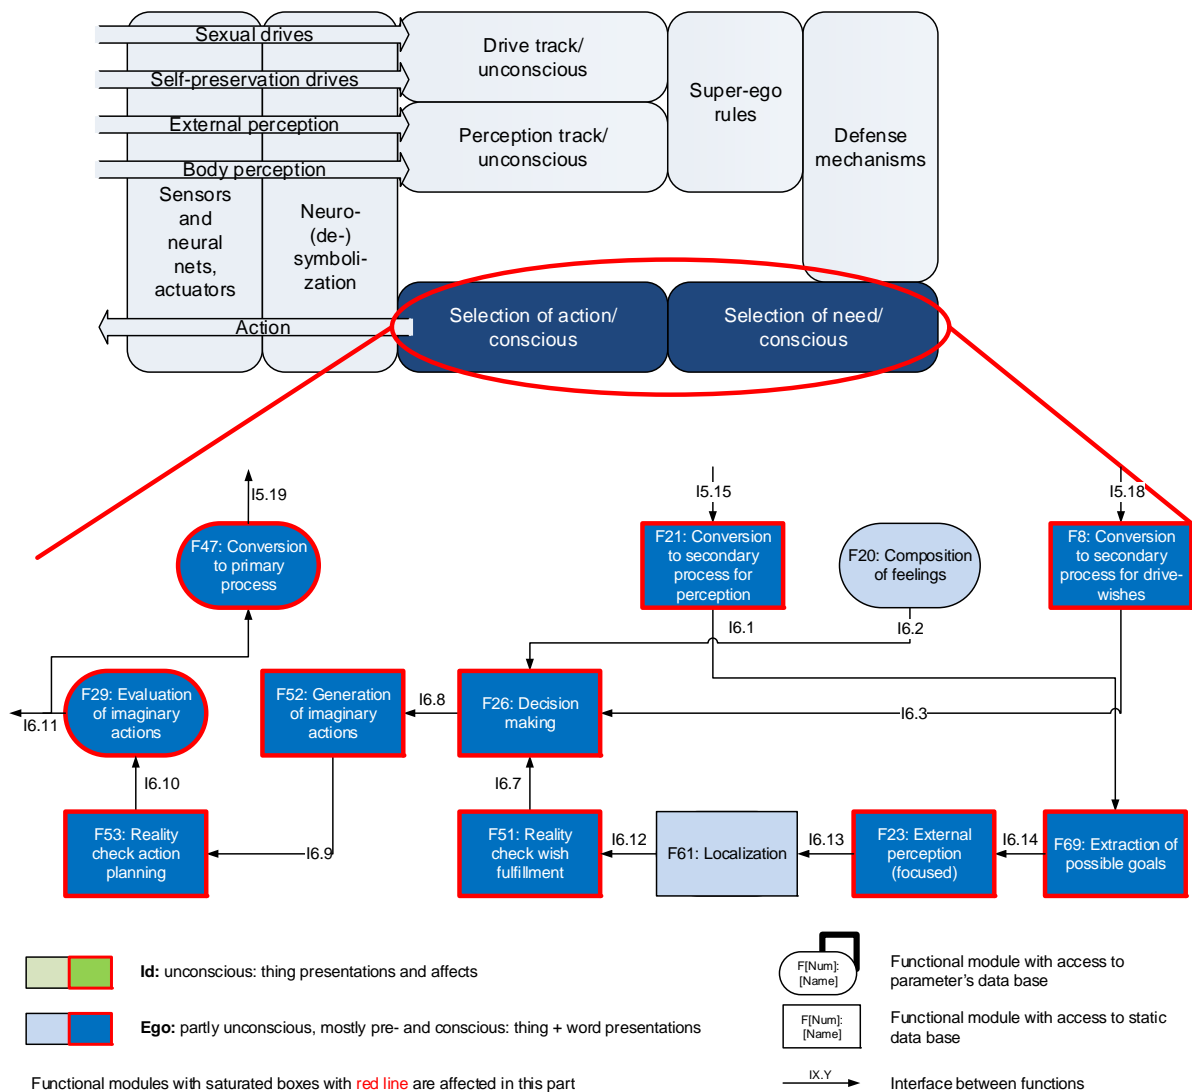 Sexual drives
Self-preservation drives
External perception
Body perception
Sensors
and
neural
nets,
actuators
Neuro-
(de-)
symboli-
zation
Action
Drive track/
unconscious
Perception track/
unconscious
Super-ego
rules
Defense
mechanisms
Selection of action/
conscious
Selection of need/
conscious
I5.19
I5.15
I5.18
F47: Conversion
to primary
process
F21: Conversion
to secondary
process for
perception
F20: Composition
of feelings
F8: Conversion
to secondary
process for drive-
wishes
I6.1
I6.2
F29: Evaluation
of imaginary
actions
F52: Generation
of imaginary
actions
I6.8
F26: Decision
making
I6.3
I6.11
I6.10
I6.7
F53: Reality
check action
planning
I6.9
F51: Reality
check wish
fulfillment
I6.12
F61: Localization
I6.13
F23: External
perception
(focused)
I6.14
F69: Extraction of
possible goals
Id: unconscious: thing presentations and affects
Ego: partly unconscious, mostly pre- and conscious: thing + word presentations
Functional modules with saturated boxes with red line are affected in this part
F[Num]:
[Name]
Functional module with access to
parameter's data base
F[Num]:
[Name]
Functional module with access to static
data base
IX.Y
Interface between functions